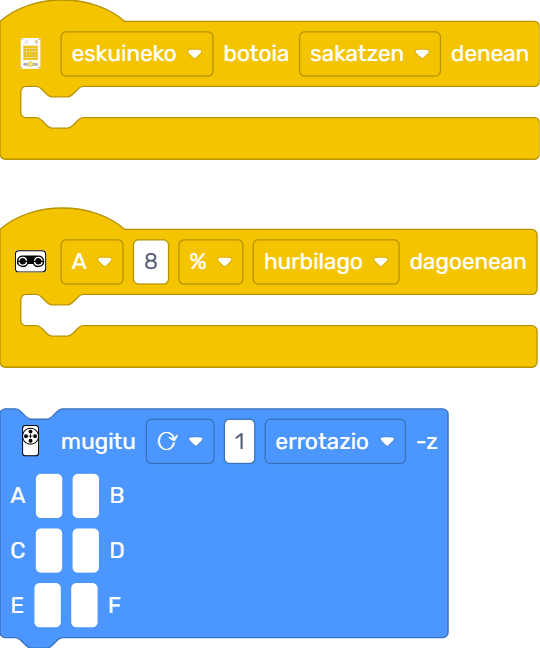 eskuineko botoia sakatzen denean
A 8 % hurbilago dagoenean
mugitu 1 errotazio -z
A B
C D
E F